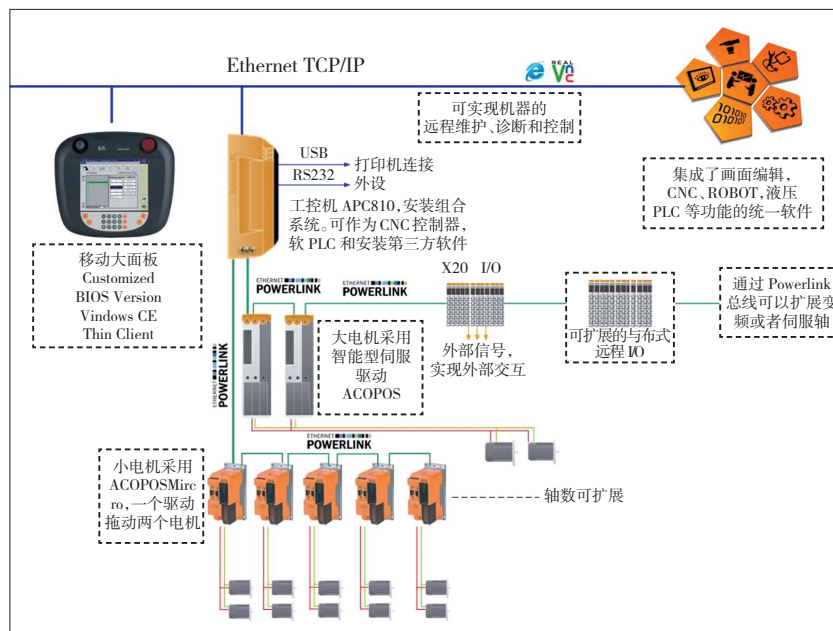 Ethernet TCP/IP
REAL
Vnc
可实现机器的
远程维护、诊断和控制
101010
010101
集成了画面编辑，
CNC、ROBOT，液压
PLC 等功能的统一软件
USB
打印机连接
RS232
外设
工控机 APC810，安装组合
系统。可作为 CNC 控制器，
软 PLC 和安装第三方软件
移动大面板
Customized
BIOS Version
Vindows CE
Thin Client
ETHERNET
POWERLINK
ETHERNET
POWERLINK
X20 I/O
外部信号，
实现外部交互
可扩展的与布式
远程 I/O
通过 Powerlink
总线可以扩展变
频或者伺服轴
大电机采用
智能型伺服
驱动
ACOPOS
ETHERNET
POWERLINK
ETHERNET
POWERLINK
小电机采用
ACOPOSMirc
ro，一个驱动
拖动两个电机
轴数可扩展